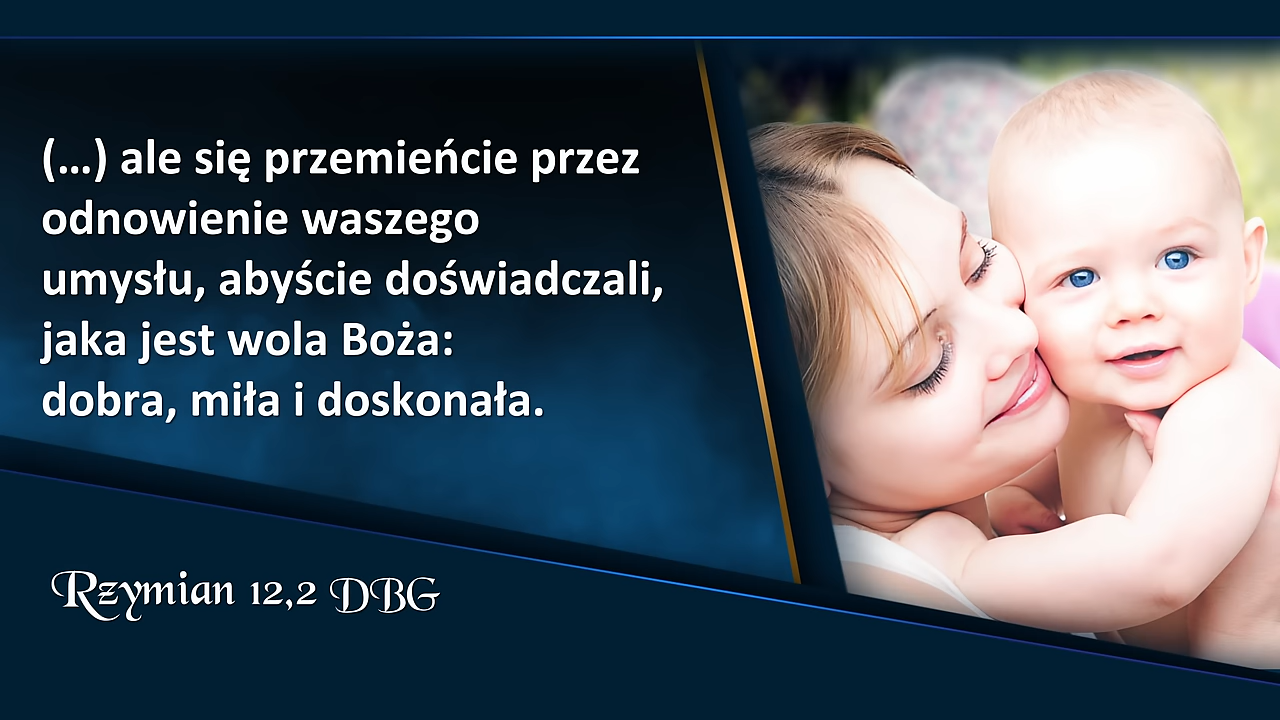 (...) ale się przemieńcie przez
odnowienie waszego
umysłu, abyście doświadczali,
jaka jest wola Boża:
dobra, miła i doskonała.
Rzymian 12,2 DBG